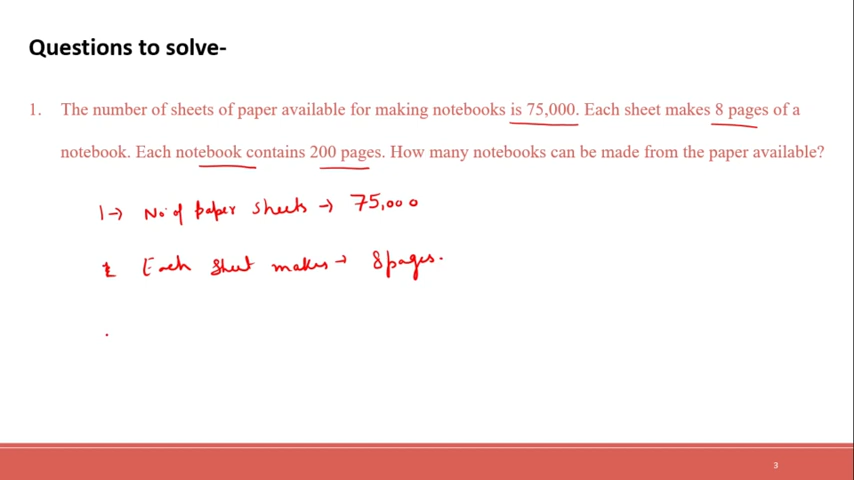 Questions to solve-
1. The number of sheets of paper available for making notebooks is 75,000. Each sheet makes 8 pages of a
notebook. Each notebook contains 200 pages. How many notebooks can be made from the paper available?
1→ No. of paper sheets → 75,000
Each sheet makes → 8 pages.
3